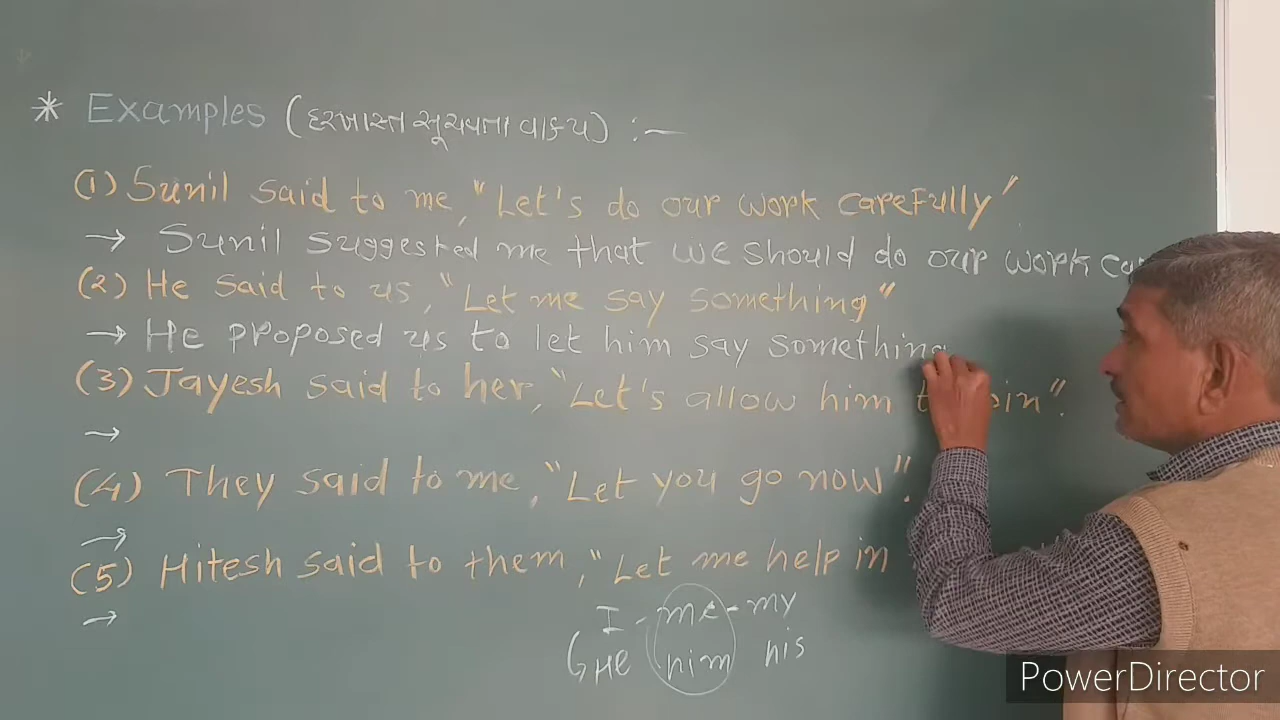 * Examples (દરખાસ્ત સૂચવતા વાક્ય) :—
(1) Sunil said to me, "Let's do our work carefully"
→ Sunil suggested me that we should do our work
(2) He said to us, "Let me say something"
→ He proposed us to let him say something
(3) Jayesh said to her, "Let's allow him".
→
(4) They said to me, "Let you go now".
→
(5) Hitesh said to them, "Let me help in
→
I - me - my
He him his
PowerDirector